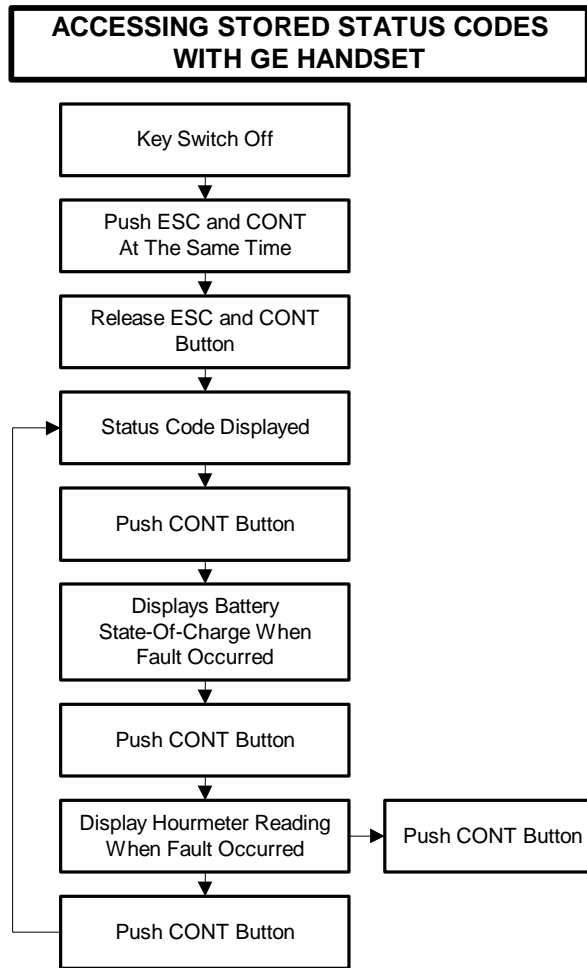 ACCESSING STORED STATUS CODES
WITH GE HANDSET
Key Switch Off
Push ESC and CONT
At The Same Time
Release ESC and CONT
Button
Status Code Displayed
Push CONT Button
Displays Battery
State-Of-Charge When
Fault Occurred
Push CONT Button
Display Hourmeter Reading
When Fault Occurred
Push CONT Button
Push CONT Button